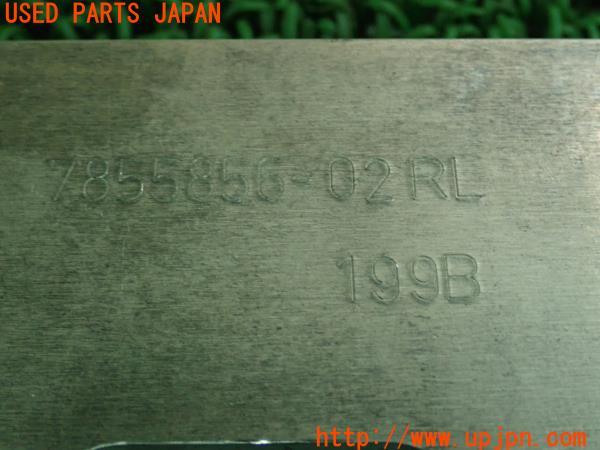 USED PARTS JAPAN
7855856-02RL
199B
http://www.upjpn.com